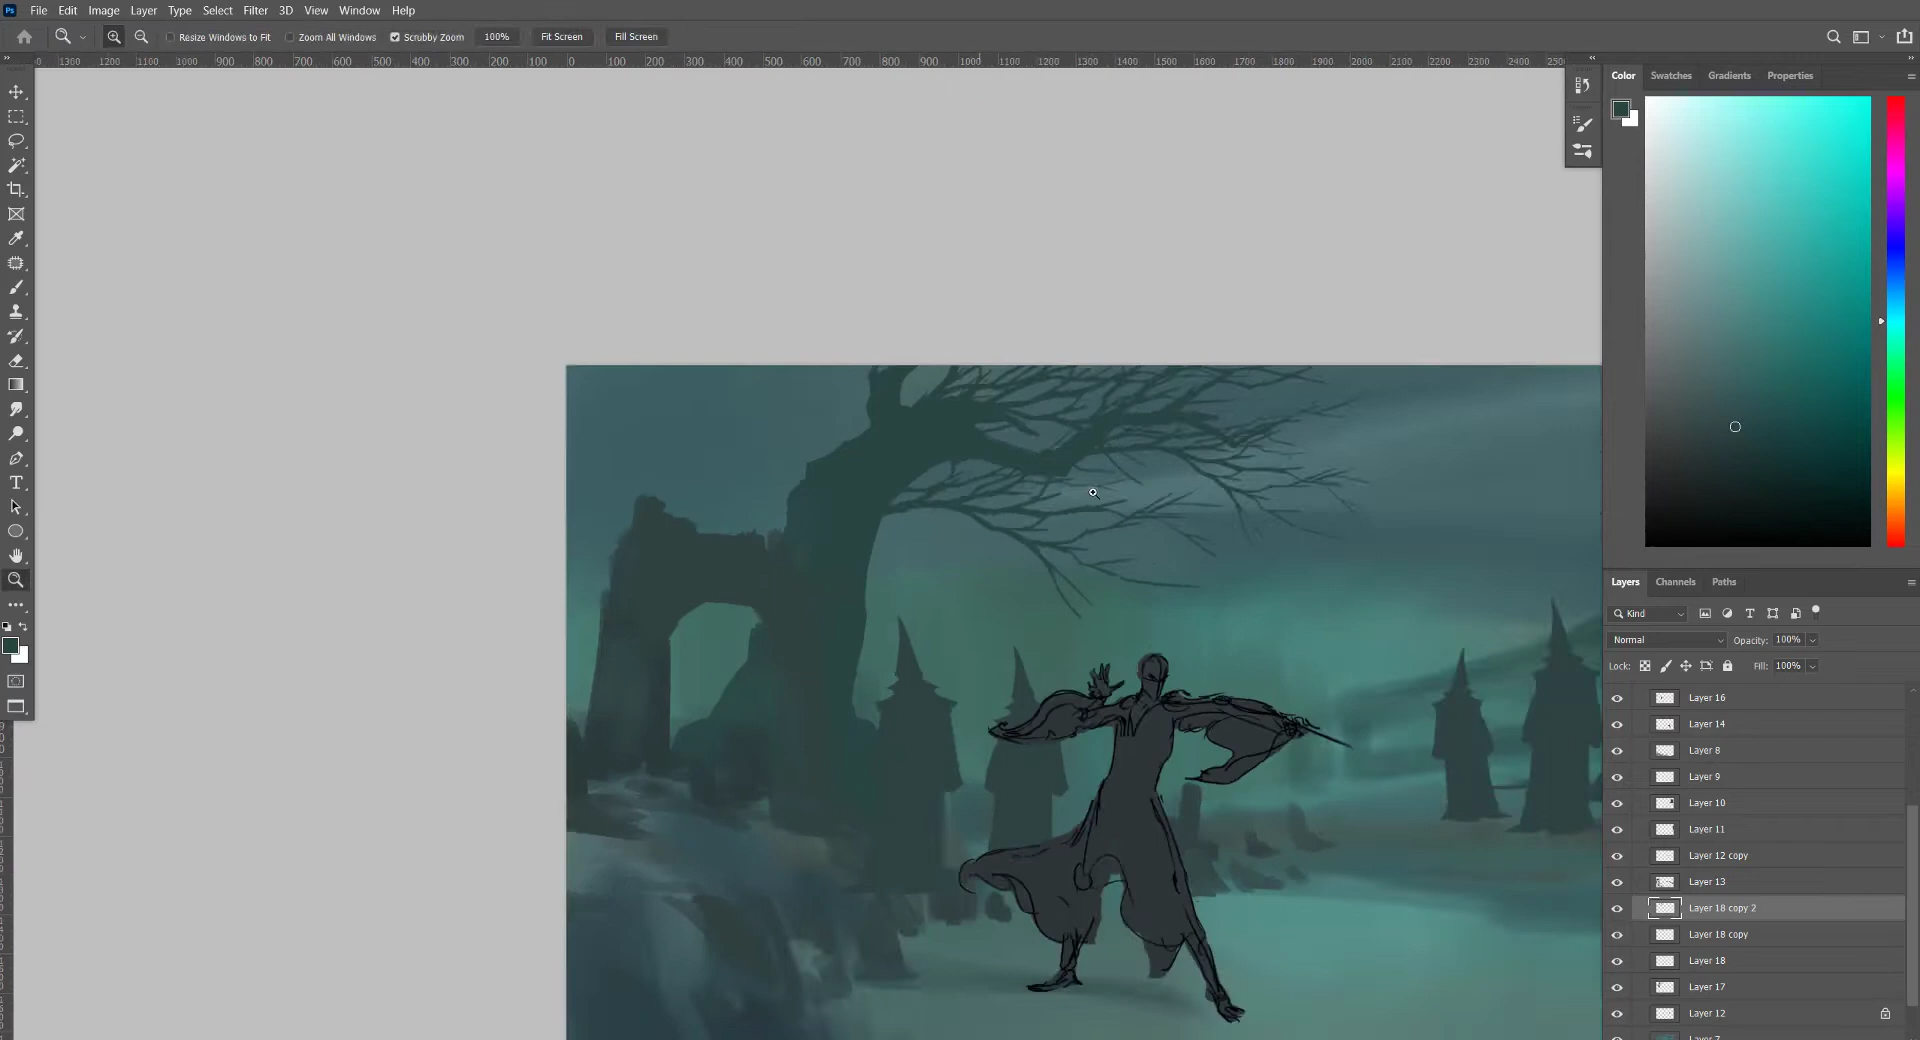 Ps File Edit Image Layer Type Select Filter 3D View Window Help
Resize Windows to Fit Zoom All Windows Scrubby Zoom 100% Fit Screen Fill Screen
1300 1200 1100 1000 900 800 700 600 500 400 300 200 100 0 100 200 300 400 500 600 700 800 900 1000 1100 1200 1300 1400 1500 1600 1700 1800 1900 2000 2100 2200 2300 2400
Color Swatches Gradients Properties
Layers Channels Paths
Kind
Normal Opacity: 100%
Lock: Fill: 100%
Layer 16
Layer 14
Layer 8
Layer 9
Layer 10
Layer 11
Layer 12 copy
Layer 13
Layer 18 copy 2
Layer 18 copy
Layer 18
Layer 17
Layer 12
Layer 7